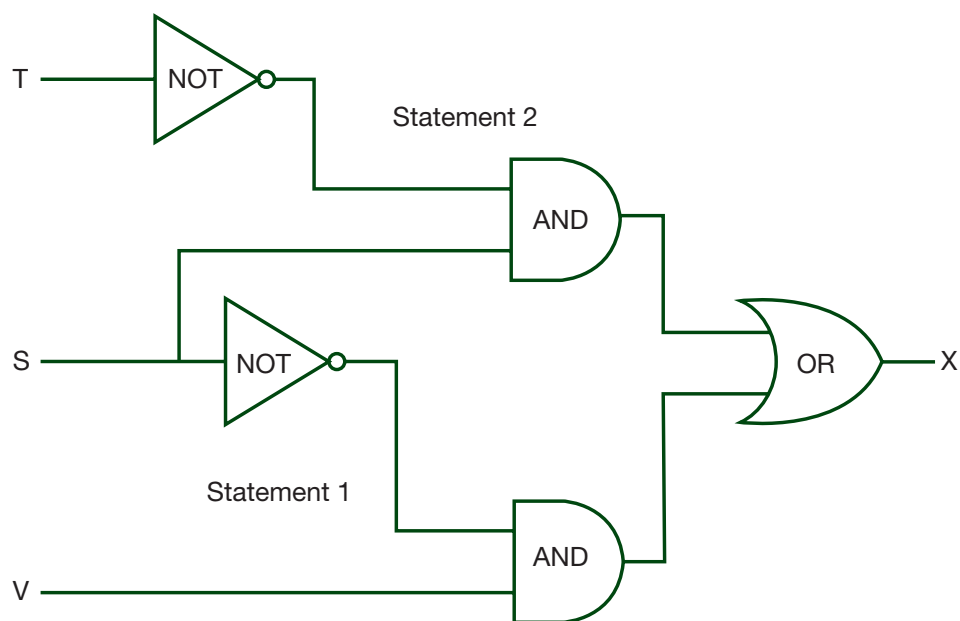 T
NOT
Statement 2
AND
S
NOT
OR
X
Statement 1
AND
V